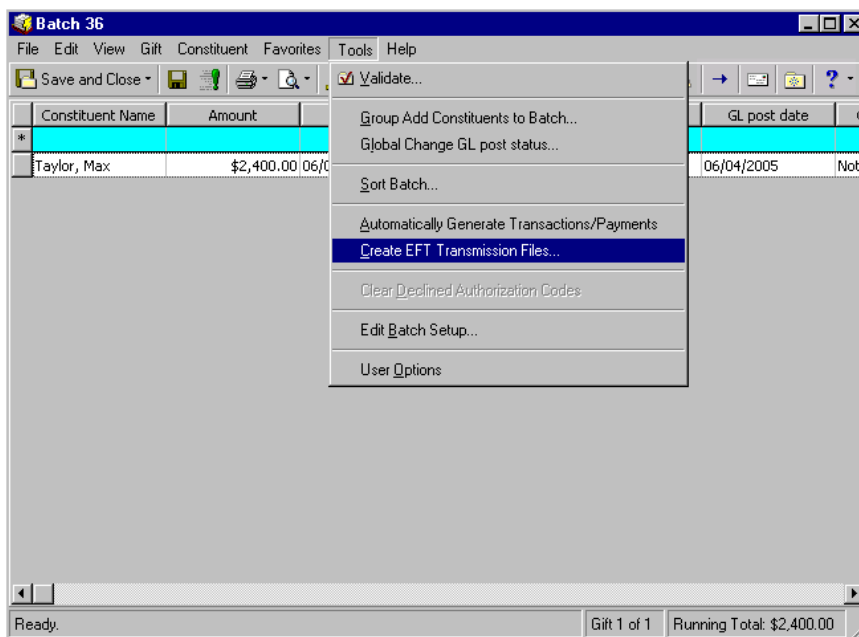 Batch 36
File Edit View Gift Constituent Favorites Tools Help
Save and Close
Validate...
Constituent Name Amount GL post date
Group Add Constituents to Batch...
Global Change GL post status...
*
Taylor, Max $2,400.00 06/0 06/04/2005 Not
Sort Batch...
Automatically Generate Transactions/Payments
Create EFT Transmission Files...
Clear Declined Authorization Codes
Edit Batch Setup...
User Options
Ready. Gift 1 of 1 Running Total: $2,400.00